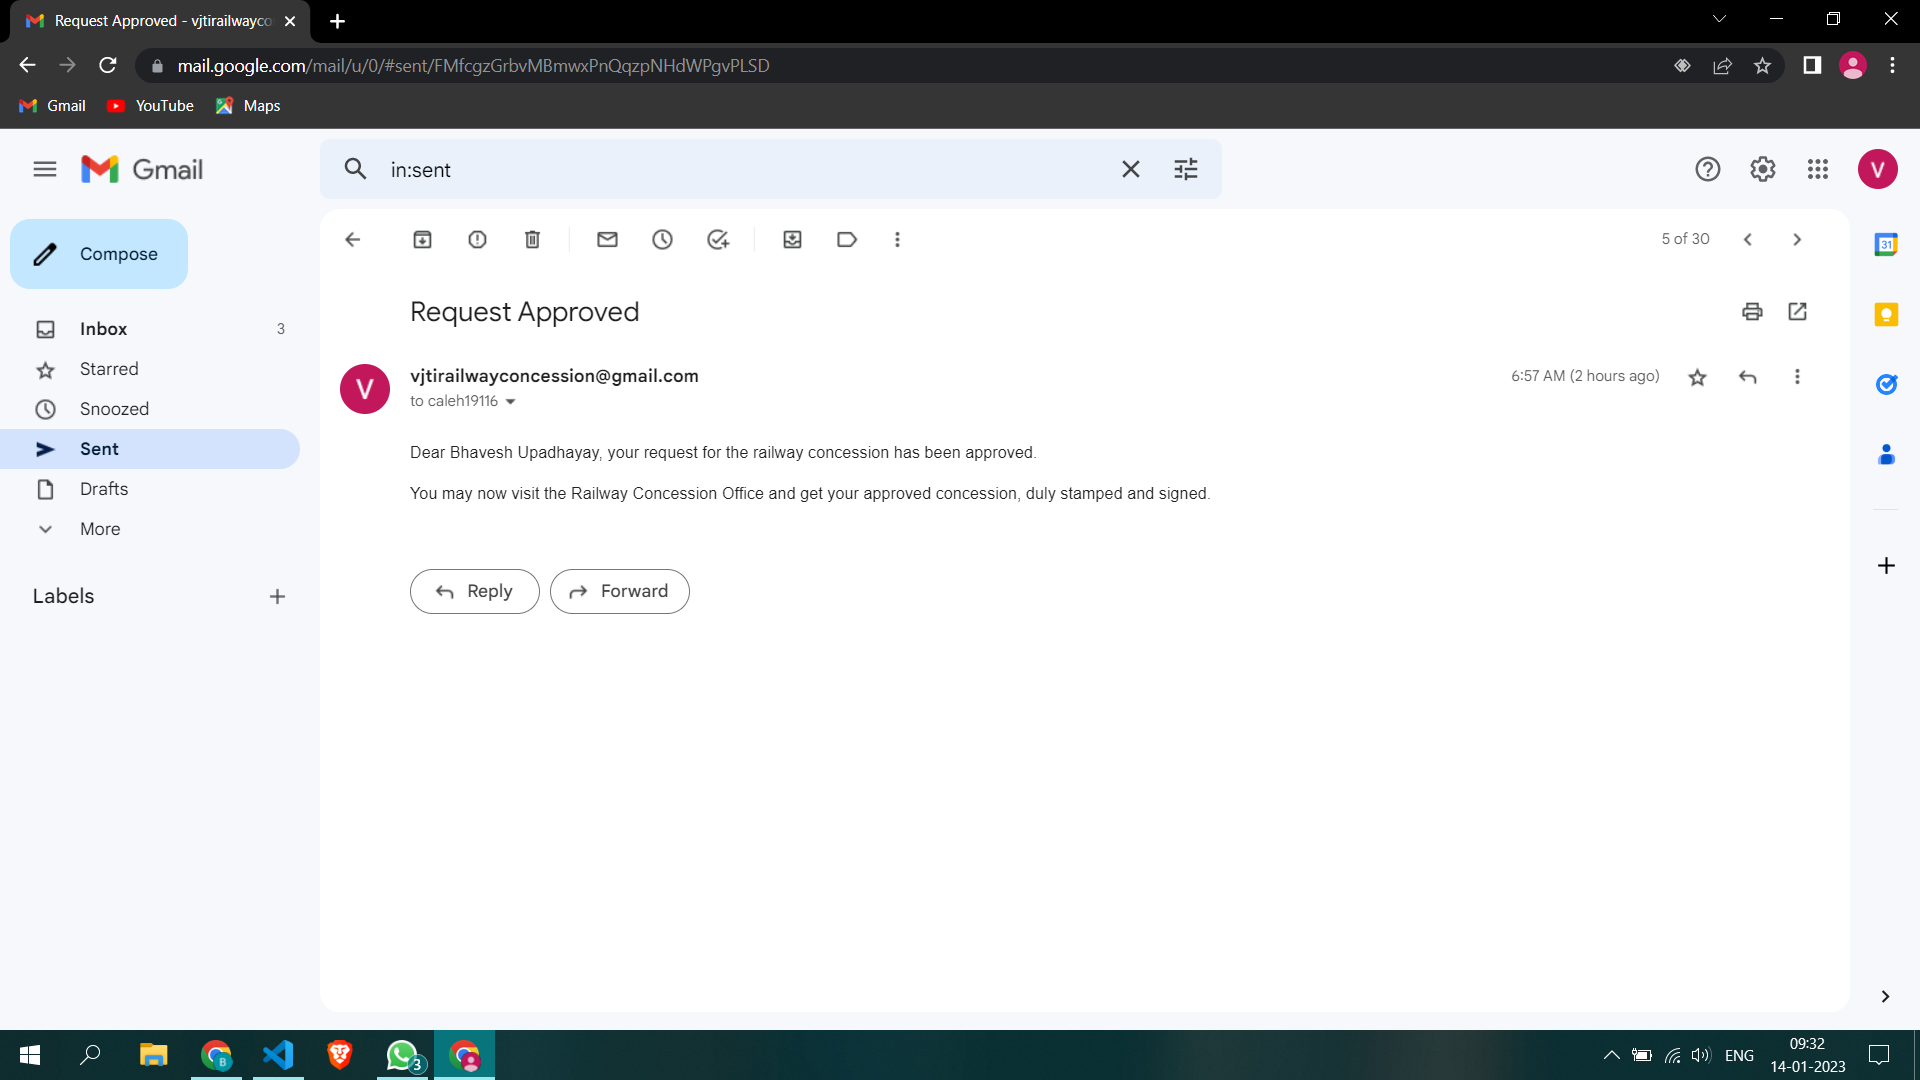 Request Approved - vjtirailwayco
mail.google.com/mail/u/0/#sent/FMfcgzGrbvMBmwxPnQqzpNHdWPgvPLSD
Gmail YouTube Maps
Gmail
in:sent
V
Compose
5 of 30
31
Request Approved
Inbox 3
Starred
Snoozed
Sent
Drafts
More
Labels
V
vjtirailwayconcession@gmail.com
6:57 AM (2 hours ago)
to caleh19116
Dear Bhavesh Upadhayay, your request for the railway concession has been approved.
You may now visit the Railway Concession Office and get your approved concession, duly stamped and signed.
Reply Forward
B
3
ENG
09:32
14-01-2023